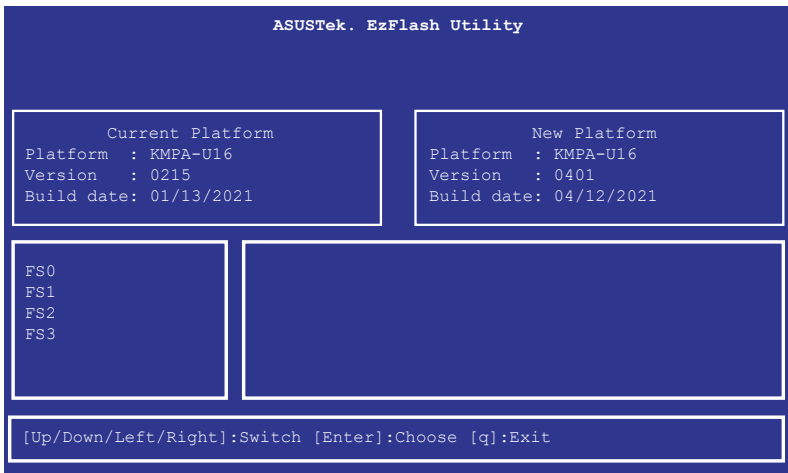 ASUSTek. EzFlash Utility
Current Platform
Platform  : KMPA-U16
Version   : 0215
Build date: 01/13/2021
New Platform
Platform  : KMPA-U16
Version   : 0401
Build date: 04/12/2021
FS0
FS1
FS2
FS3
[Up/Down/Left/Right]:Switch [Enter]:Choose [q]:Exit